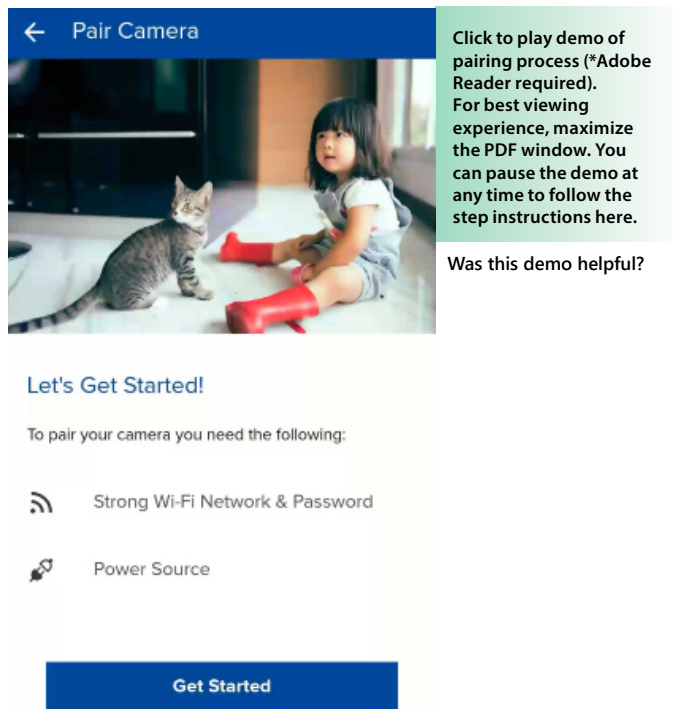 Pair Camera
Let's Get Started!
To pair your camera you need the following:
Strong Wi-Fi Network & Password
Power Source
Get Started
Click to play demo of
pairing process (*Adobe
Reader required).
For best viewing
experience, maximize
the PDF window. You
can pause the demo at
any time to follow the
step instructions here.
Was this demo helpful?